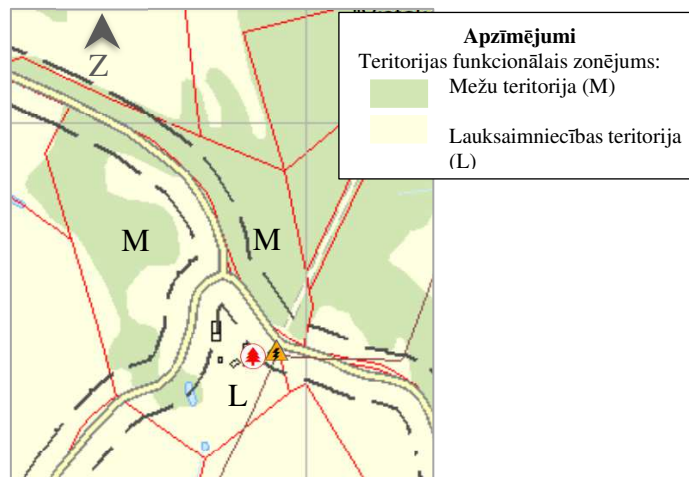 Apzīmējumi
Teritorijas funkcionālais zonējums:
Mežu teritorija (M)
Lauksaimniecības teritorija
(L)
Z
M
M
L